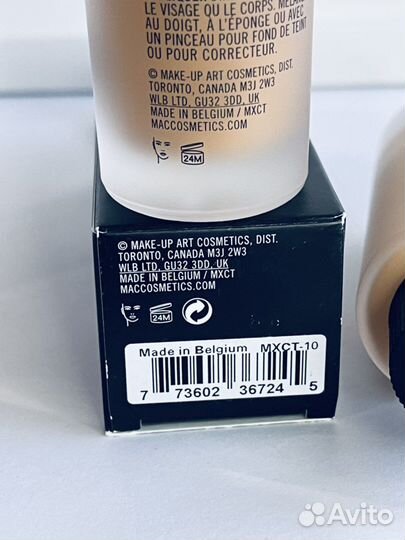 LE VISAGE OU LE CORPS. MÉLAN
AU DOIGT, À L'ÉPONGE OU AVEC
UN PINCEAU POUR FOND DE TEINT
OU POUR CORRECTEUR.
© MAKE-UP ART COSMETICS, DIST.
TORONTO, CANADA M3J 2W3
WLB LTD, GU32 3DD, UK
MADE IN BELGIUM / MXCT
MACCOSMETICS.COM
24M
© MAKE-UP ART COSMETICS, DIST.
TORONTO, CANADA M3J 2W3
WLB LTD, GU32 3DD, UK
MADE IN BELGIUM / MXCT
MACCOSMETICS.COM
24M
Made in Belgium MXCT-10
7 73602 36724 5
Avito